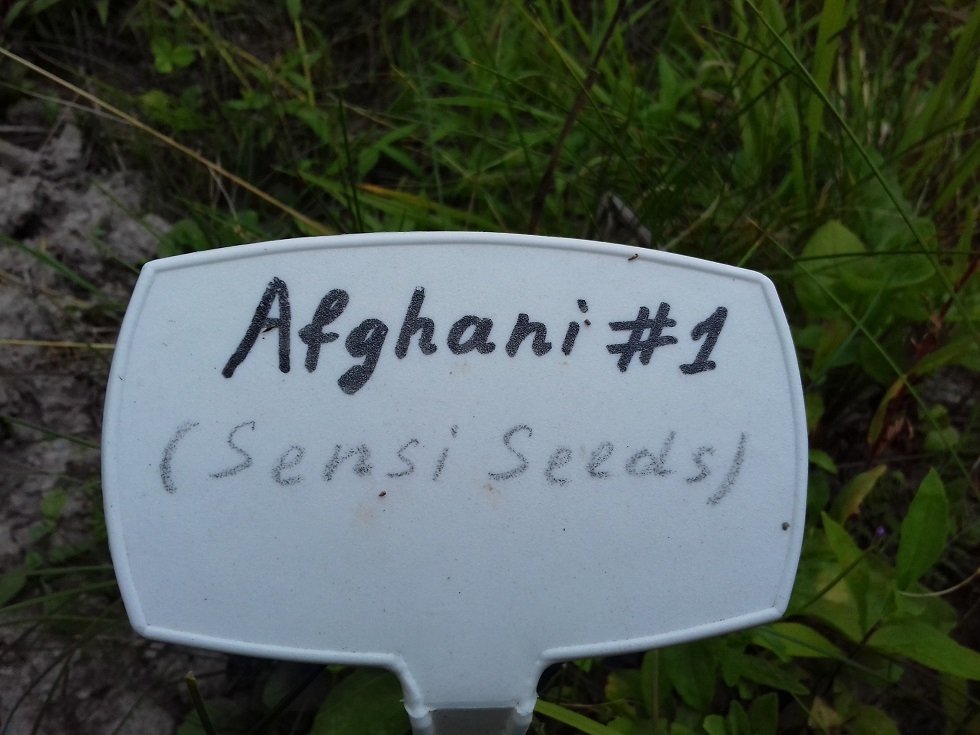 Afghani #1
(Sensi Seeds)